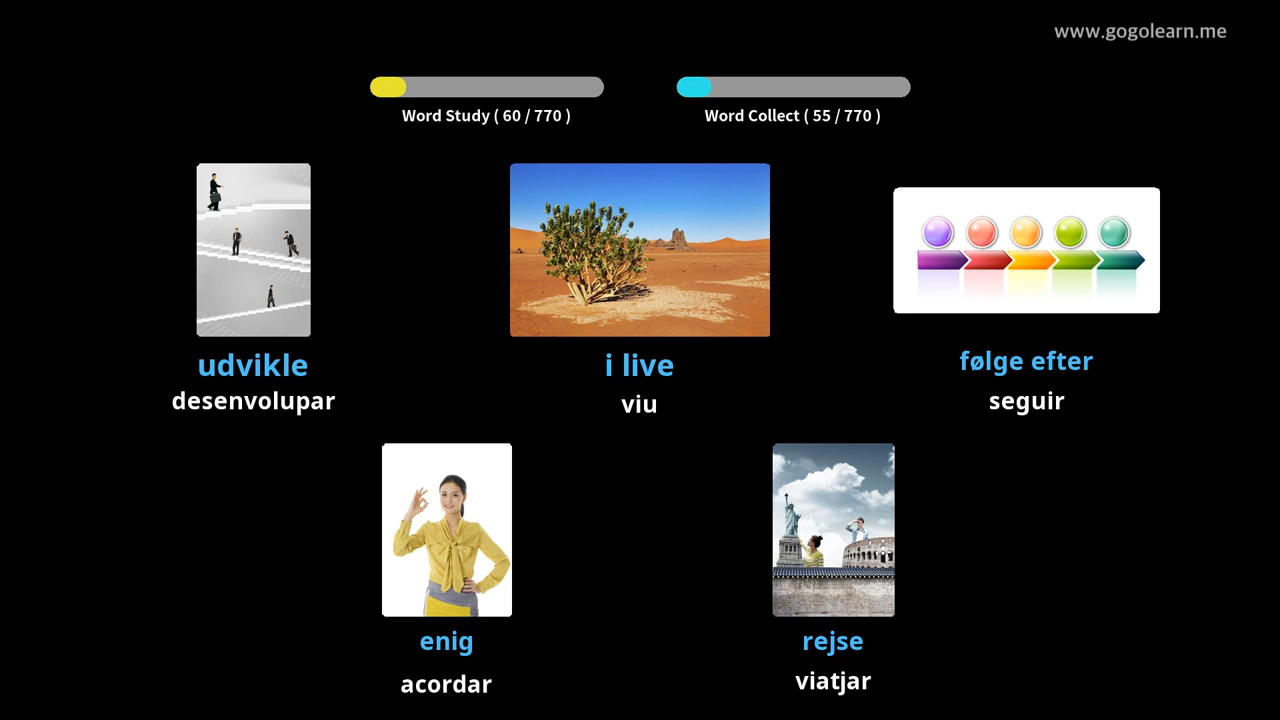 www.gogolearn.me
Word Study ( 60 / 770 )
Word Collect ( 55 / 770 )
udvikle
desenvolupar
i live
viu
følge efter
seguir
enig
acordar
rejse
viatjar